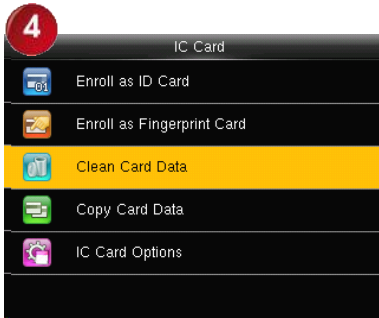 4
IC Card
01
Enroll as ID Card
Enroll as Fingerprint Card
Clean Card Data
Copy Card Data
IC Card Options